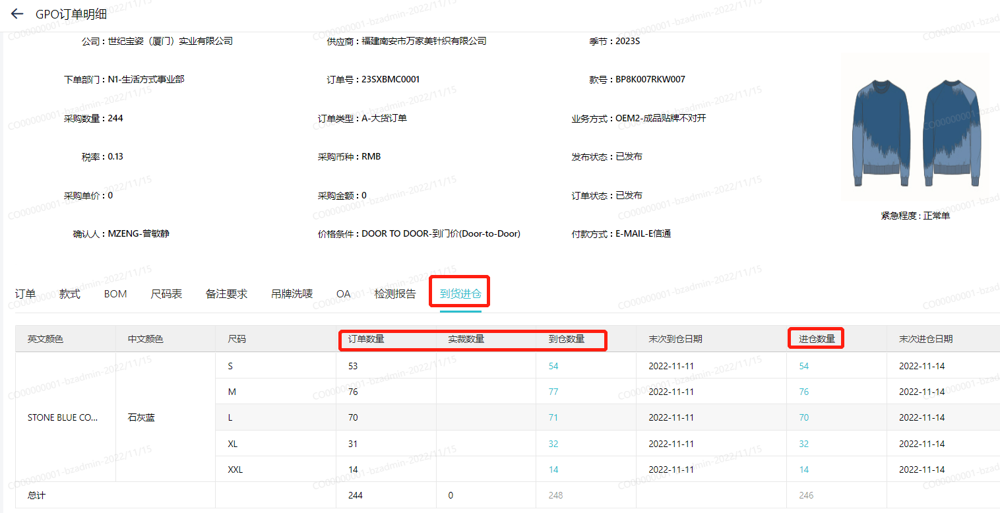 GPO订单明细
公司：世纪宝姿（厦门）实业有限公司 供应商：福建南安市万家美针织有限公司 季节：2023S
下单部门：N1-生活方式事业部 订单号：23SXBMC0001 款号：BP8K007RKW007
采购数量：244 订单类型：A-大货订单 业务方式：OEM2-成品贴牌不对开
税率：0.13 采购币种：RMB 发布状态：已发布
采购单价：0 采购金额：0 订单状态：已发布
紧急程度：正常单
确认人：MZENG-曾敏静 价格条件：DOOR TO DOOR-到门价(Door-to-Door) 付款方式：E-MAIL-E信通
订单 款式 BOM 尺码表 备注要求 吊牌洗唛 OA 检测报告 到货进仓
英文颜色 中文颜色 尺码 订单数量 实裁数量 到仓数量 末次到仓日期 进仓数量 末次进仓日期
S 53 54 2022-11-11 54 2022-11-14
M 76 77 2022-11-11 76 2022-11-14
STONE BLUE CO... 石灰蓝 L 70 71 2022-11-11 70 2022-11-14
XL 31 32 2022-11-11 32 2022-11-14
XXL 14 14 2022-11-11 14 2022-11-14
总计 244 0 248 246
CO00000001-bzadmin-2022/11/15